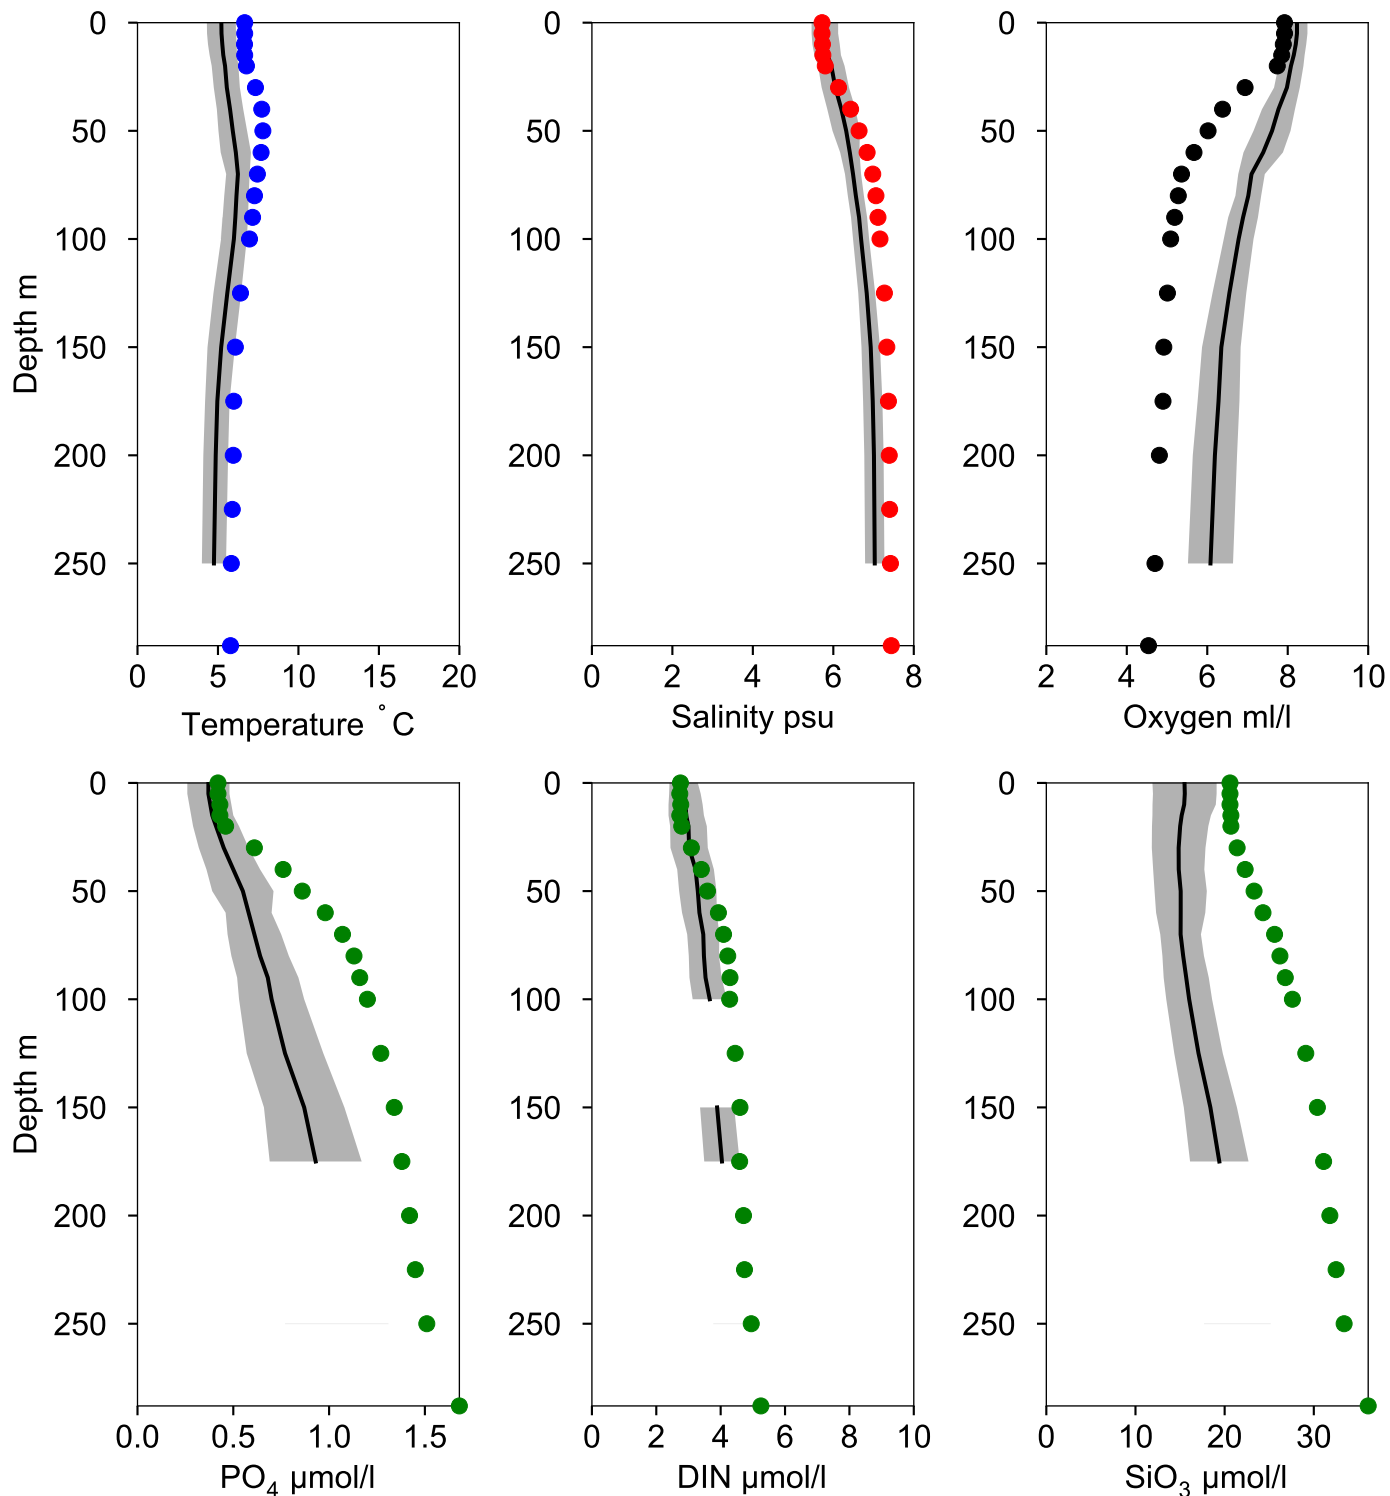 0
50
100
150
200
250
Depth m
0 5 10 15 20
Temperature °C
0
50
100
150
200
250
0 2 4 6 8
Salinity psu
0
50
100
150
200
250
2 4 6 8 10
Oxygen ml/l
0
50
100
150
200
250
Depth m
0.0 0.5 1.0 1.5
PO₄ µmol/l
0
50
100
150
200
250
0 2 4 6 8 10
DIN µmol/l
0
50
100
150
200
250
0 10 20 30
SiO₃ µmol/l